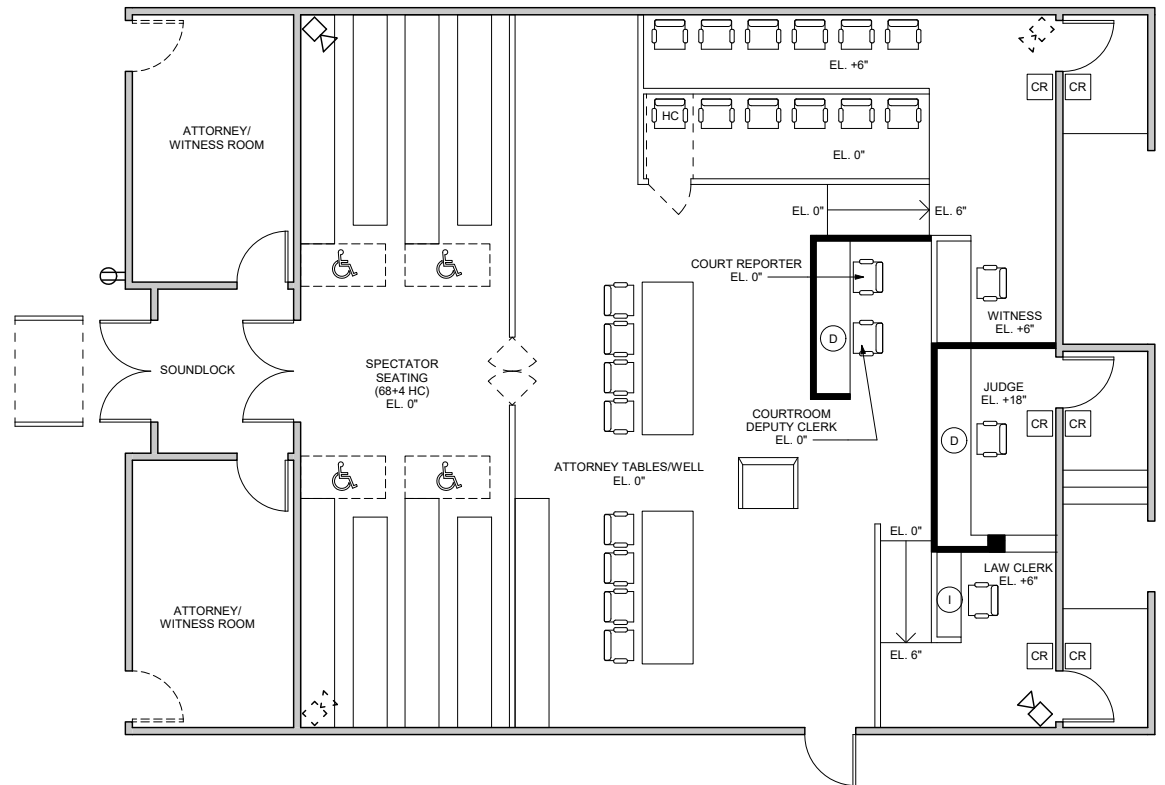 EL. +6"
CR
CR
HC
ATTORNEY/
WITNESS ROOM
EL. 0"
EL. 0"
EL. 6"
COURT REPORTER
EL. 0"
WITNESS
EL. +6"
D
SOUNDLOCK
SPECTATOR
SEATING
(68+4 HC)
EL. 0"
JUDGE
EL. +18"
COURTROOM
DEPUTY CLERK
EL. 0"
CR
CR
D
ATTORNEY TABLES/WELL
EL. 0"
EL. 0"
LAW CLERK
EL. +6"
I
ATTORNEY/
WITNESS ROOM
EL. 6"
CR
CR